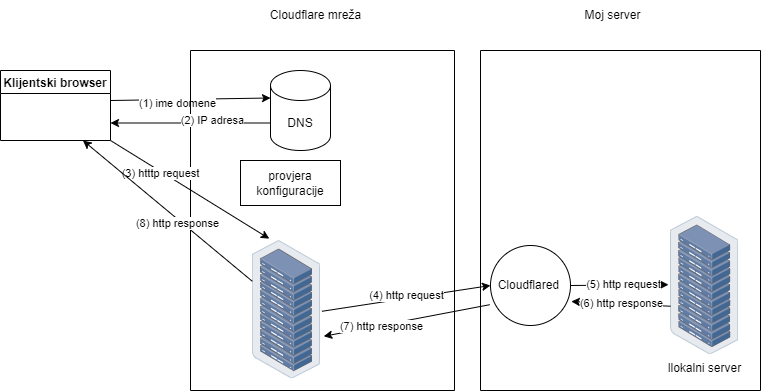 Cloudflare mreža
Moj server
Klijentski browser
(1) ime domene
(2) IP adresa
DNS
provjera
konfiguracije
(3) htttp request
(8) http response
(4) http request
Cloudflared
(5) http request
(6) http response
(7) http response
Ilokalni server